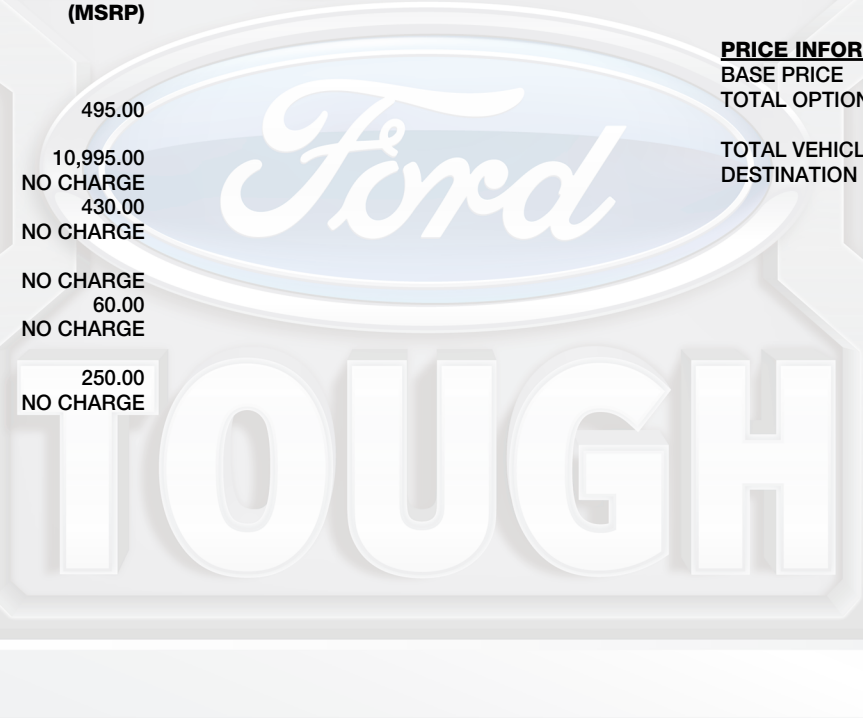 (MSRP)
495.00
10,995.00
NO CHARGE
430.00
NO CHARGE
NO CHARGE
60.00
NO CHARGE
250.00
NO CHARGE
PRICE INFOR
BASE PRICE
TOTAL OPTION
TOTAL VEHICL
DESTINATION
Ford
TOUGH